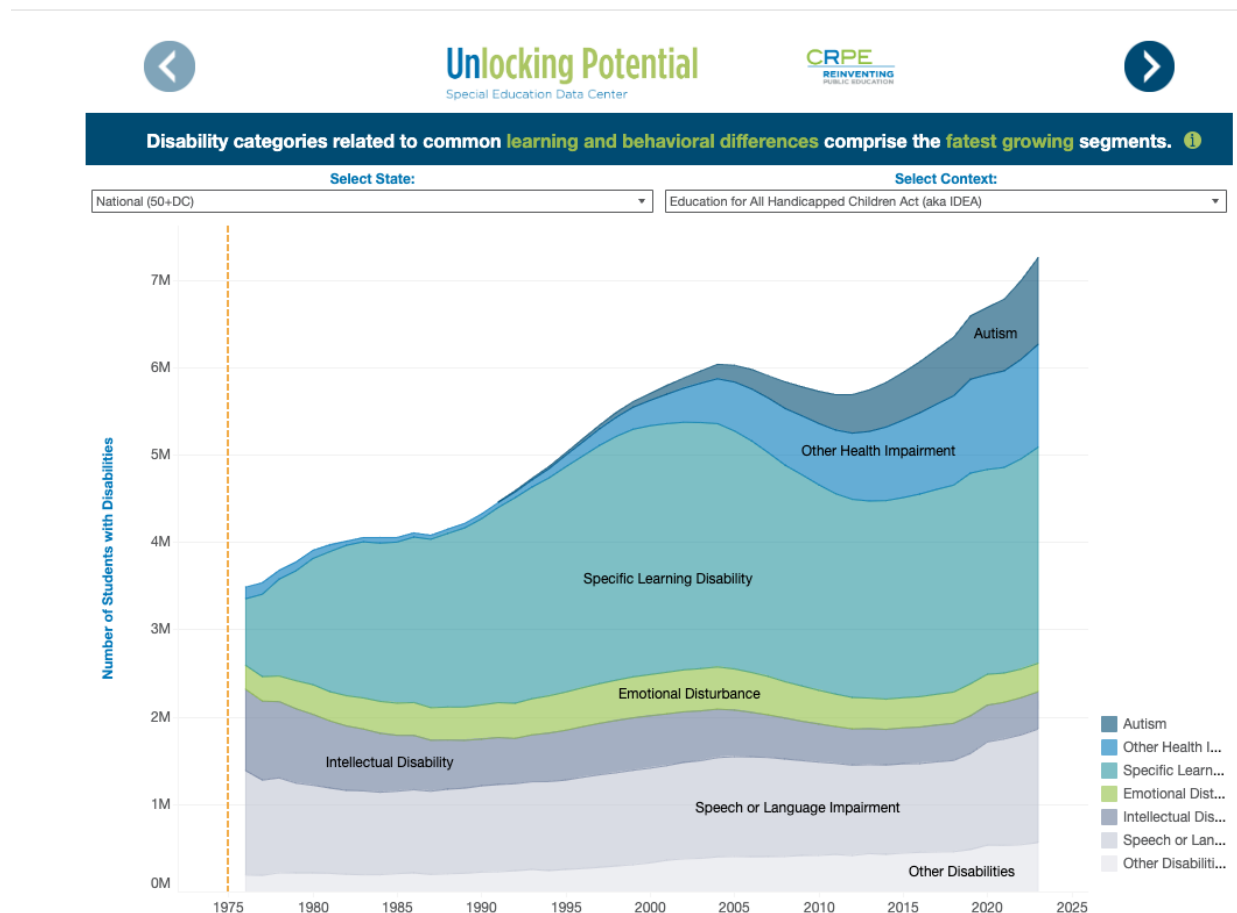 Unlocking Potential
Special Education Data Center
CRPE
REINVENTING
PUBLIC EDUCATION
Disability categories related to common learning and behavioral differences comprise the fatest growing segments. i
Select State:
Select Context:
National (50+DC)
Education for All Handicapped Children Act (aka IDEA)
Number of Students with Disabilities
7M
6M
5M
4M
3M
2M
1M
0M
Autism
Other Health Impairment
Specific Learning Disability
Emotional Disturbance
Intellectual Disability
Speech or Language Impairment
Other Disabilities
1975 1980 1985 1990 1995 2000 2005 2010 2015 2020 2025
Autism
Other Health I...
Specific Learn...
Emotional Dist...
Intellectual Dis...
Speech or Lan...
Other Disabiliti...